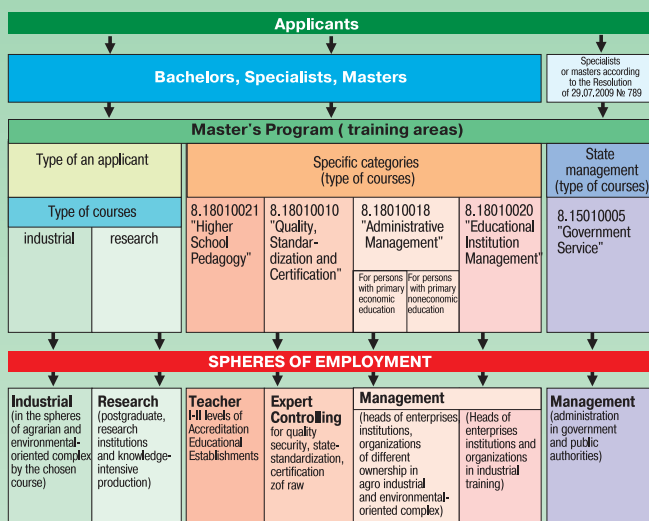 Applicants
Bachelors, Specialists, Masters
Specialists
or masters according
to the Resolution
of 29,07,2009 № 789
Master's Program ( training areas)
Type of an applicant
Specific categories
(type of courses)
State
management
(type of courses)
Type of courses
industrial
research
8.18010021
"Higher
School
Pedagogy"
8.18010010
"Quality,
Standar-
dization and
Certification"
8.18010018
"Administrative
Management"
For persons
with primary
economic
education
For persons
with primary
noneconomic
education
8.18010020
"Educational
Institution
Management"
8.15010005
"Government
Service"
SPHERES OF EMPLOYMENT
Industrial
(in the spheres
of agrarian and
environmental-
oriented complex
by the chosen
course)
Research
(postgraduate,
research
institutions
and knowledge-
intensive
production)
Teacher
I-II levels of
Accreditation
Educational
Establishments
Expert
Controlling
for quality
security, state-
standardization,
certification
zof raw
Management
(heads of enterprises
institutions,
organizations
of different
ownership in
agro industrial
and environmental-
oriented complex)
(Heads of
enterprises
institutions and
organizations
in industrial
training)
Management
(administration
in government
and public
authorities)